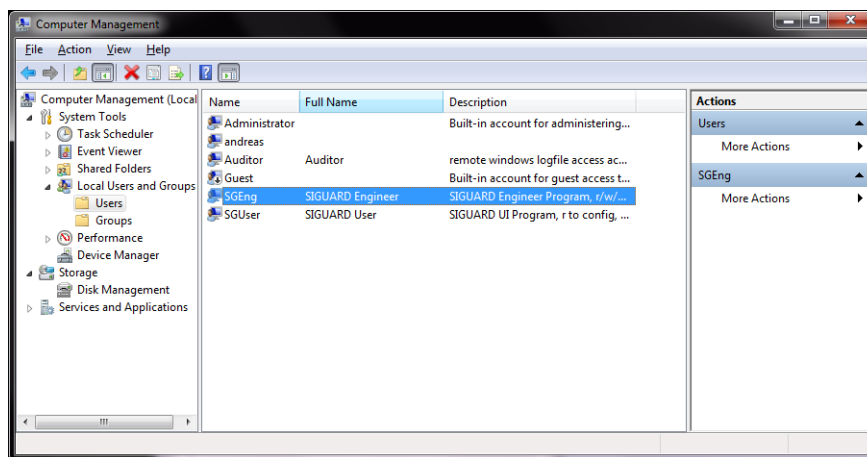 Computer Management
File Action View Help
Computer Management (Local
System Tools
Task Scheduler
Event Viewer
Shared Folders
Local Users and Groups
Users
Groups
Performance
Device Manager
Storage
Disk Management
Services and Applications
Name Full Name Description
Administrator Built-in account for administering...
andreas
Auditor Auditor remote windows logfile access ac...
Guest Built-in account for guest access t...
SGEng SIGUARD Engineer SIGUARD Engineer Program, r/w/...
SGUser SIGUARD User SIGUARD UI Program, r to config, ...
Actions
Users
More Actions
SGEng
More Actions